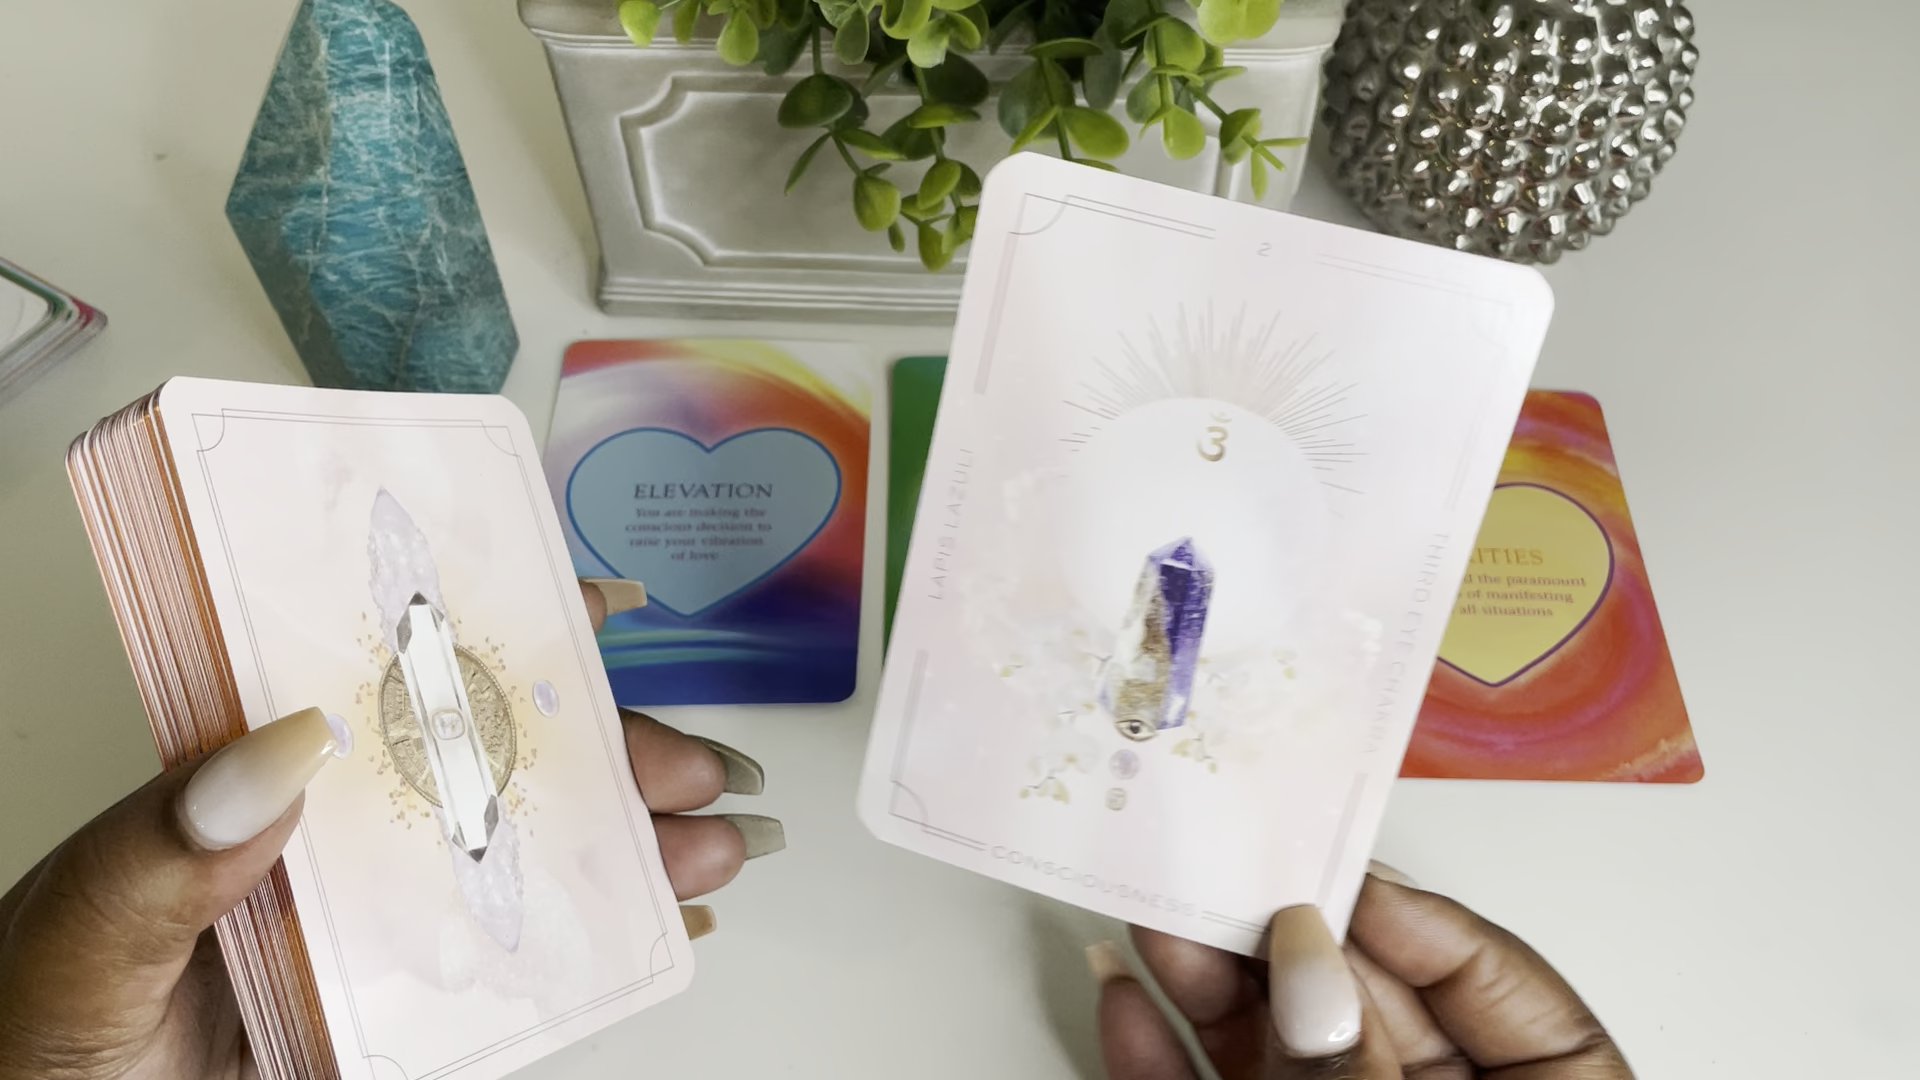 ELEVATION
You are making the
conscious decision to
raise your vibration
of love
2
LAPIS LAZULI
THIRD EYE CHAKRA
CONSCIOUSNESS
the paramount
of manifesting
all situations